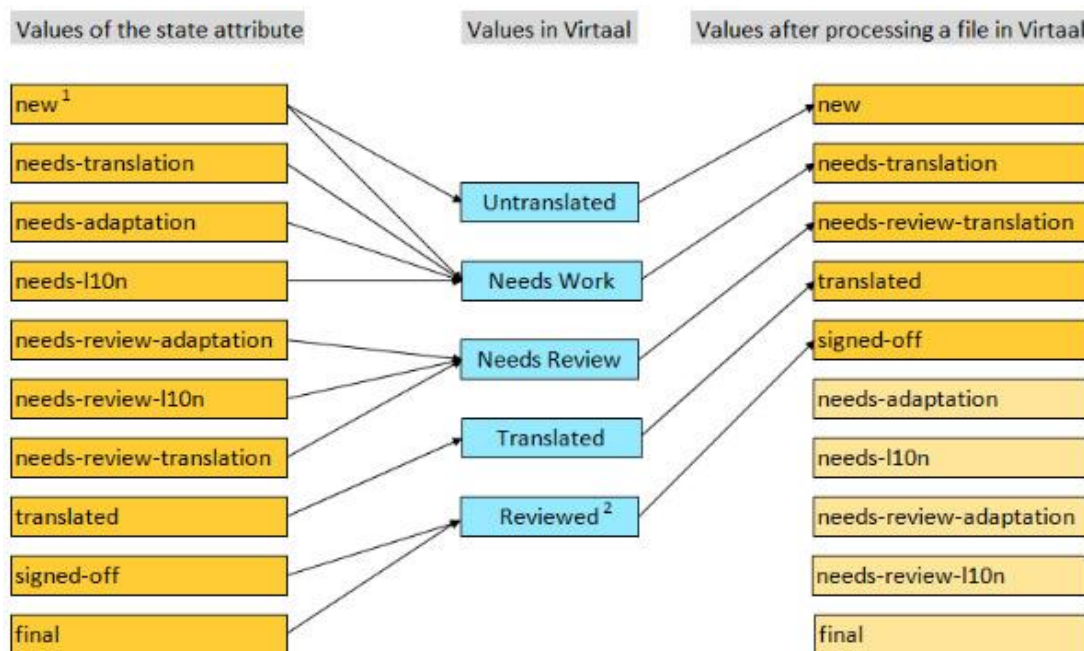 Values of the state attribute
Values in Virtaal
Values after processing a file in Virtaal
new 1
needs-translation
needs-adaptation
needs-l10n
needs-review-adaptation
needs-review-l10n
needs-review-translation
translated
signed-off
final
Untranslated
Needs Work
Needs Review
Translated
Reviewed 2
new
needs-translation
needs-review-translation
translated
signed-off
needs-adaptation
needs-l10n
needs-review-adaptation
needs-review-l10n
final